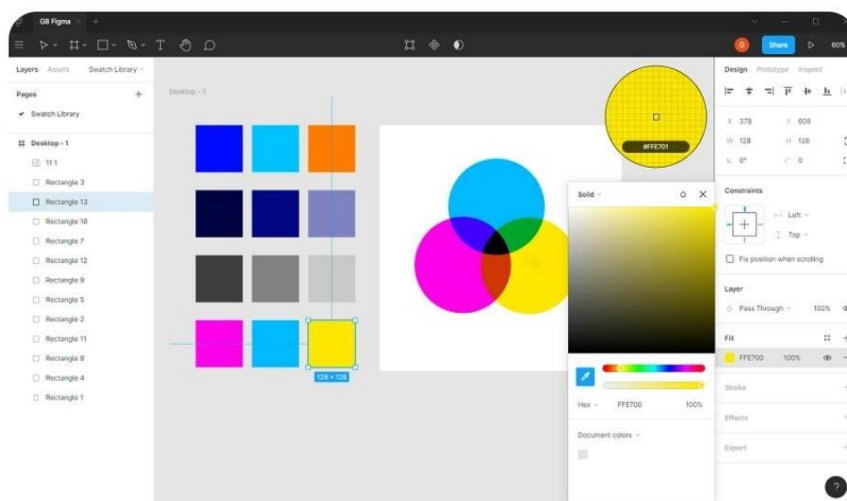 G8 Figma
Share
60%
Layers Assets Swatch Library
Pages
Swatch Library
Desktop - 1
11 1
Rectangle 3
Rectangle 13
Rectangle 10
Rectangle 7
Rectangle 12
Rectangle 9
Rectangle 5
Rectangle 2
Rectangle 11
Rectangle 8
Rectangle 4
Rectangle 1
Desktop - 1
128 × 128
#FFE701
Solid
Hex FFE700 100%
Document colors
Design Prototype Inspect
X 378 Y 608
W 128 H 128
0° 0
Constraints
Left
Top
Fix position when scrolling
Layer
Pass Through 100%
Fill
FFE700 100%
Stroke
Effects
Export
?